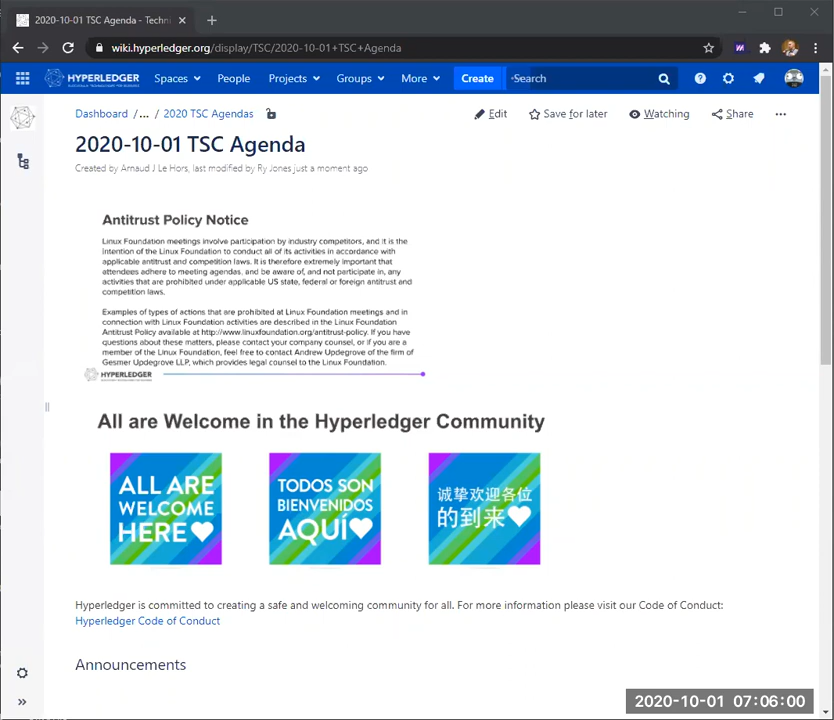 2020-10-01 TSC Agenda - Techni
wiki.hyperledger.org/display/TSC/2020-10-01+TSC+Agenda
HYPERLEDGER Spaces People Projects Groups More Create Search
Dashboard /... / 2020 TSC Agendas Edit Save for later Watching Share ...
2020-10-01 TSC Agenda
Created by Arnaud J Le Hors, last modified by Ry Jones just a moment ago
Antitrust Policy Notice
Linux Foundation meetings involve participation by industry competitors, and it is the
intention of the Linux Foundation to conduct all of its activities in accordance with
applicable antitrust and competition laws. It is therefore extremely important that
attendees adhere to meeting agendas, and be aware of, and not participate in, any
activities that are prohibited under applicable US state, federal or foreign antitrust and
competition laws.
Examples of types of actions that are prohibited at Linux Foundation meetings and in
connection with Linux Foundation activities are described in the Linux Foundation
Antitrust Policy available at http://www.linuxfoundation.org/antitrust-policy. If you have
questions about these matters, please contact your company counsel, or if you are a
member of the Linux Foundation, feel free to contact Andrew Updegrove of the firm of
Gesmer Updegrove LLP, which provides legal counsel to the Linux Foundation.
HYPERLEDGER
All are Welcome in the Hyperledger Community
ALL ARE
WELCOME
HERE
TODOS SON
BIENVENIDOS
AQUÍ
诚挚欢迎各位
的到来
Hyperledger is committed to creating a safe and welcoming community for all. For more information please visit our Code of Conduct:
Hyperledger Code of Conduct
Announcements
2020-10-01 07:06:00